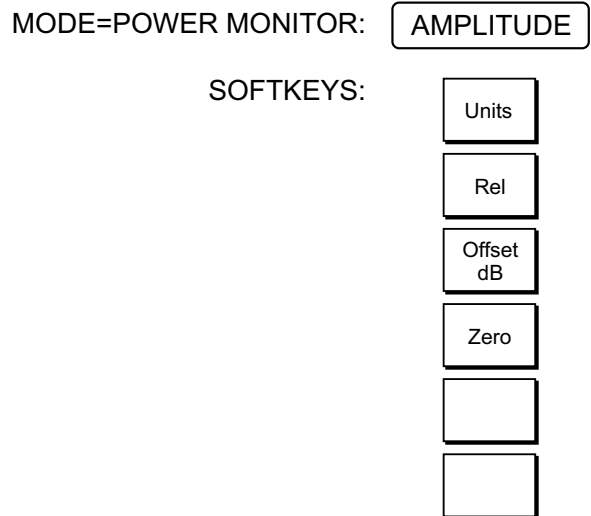 MODE=POWER MONITOR: AMPLITUDE
SOFTKEYS:
Units
Rel
Offset
dB
Zero